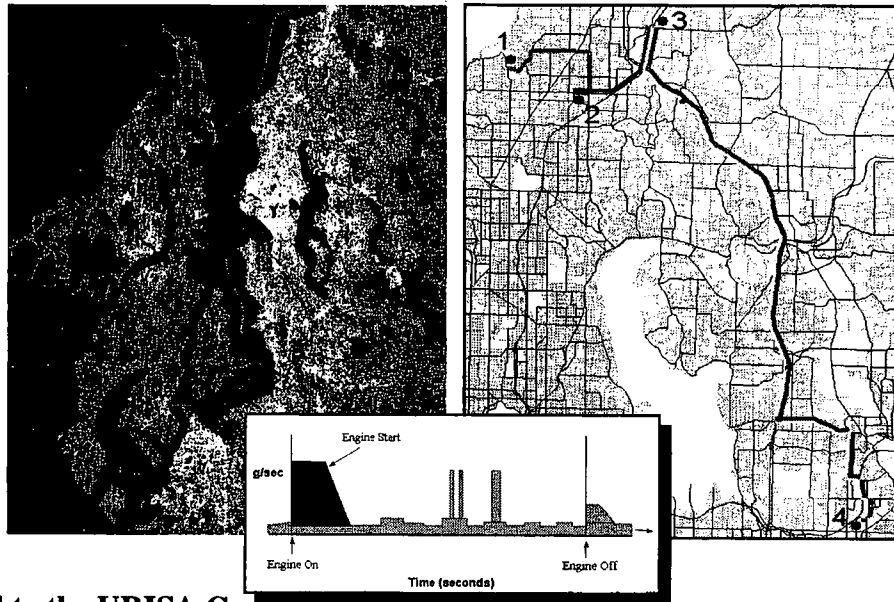 1
3
2
4
Engine Start
g/sec
Engine On
Engine Off
Time (seconds)